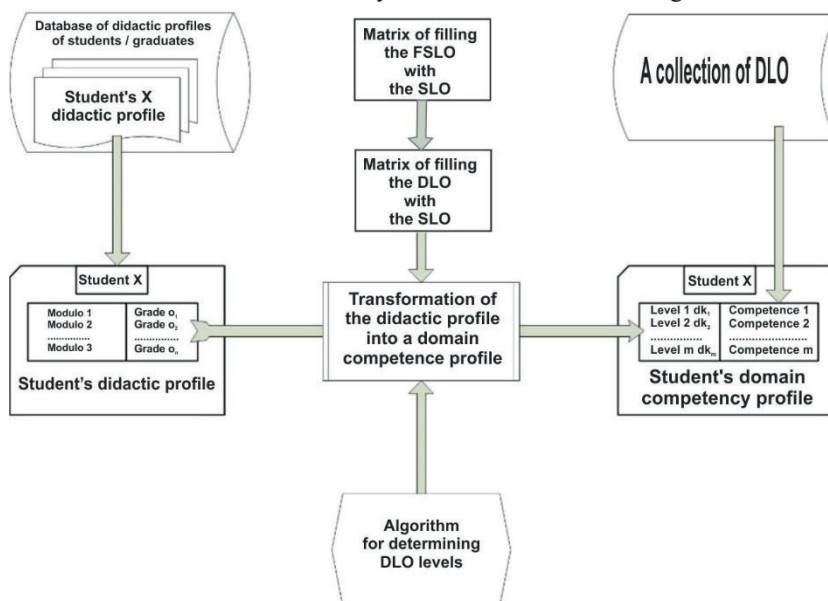 Database of didactic profiles
of students / graduates
Student's X
didactic profile
Matrix of filling
the FSLO
with
the SLO
A collection of DLO
Matrix of filling
the DLO
with
the SLO
Student X
Modulo 1
Modulo 2
..............
Modulo 3
Grade o₁
Grade o₂
..............
Grade oₙ
Student's didactic profile
Transformation of
the didactic profile
into a domain
competence profile
Student X
Level 1 dk₁
Level 2 dk₂
..............
Level m dkₘ
Competence 1
Competence 2
......................
Competence m
Student's domain
competency profile
Algorithm
for determining
DLO levels